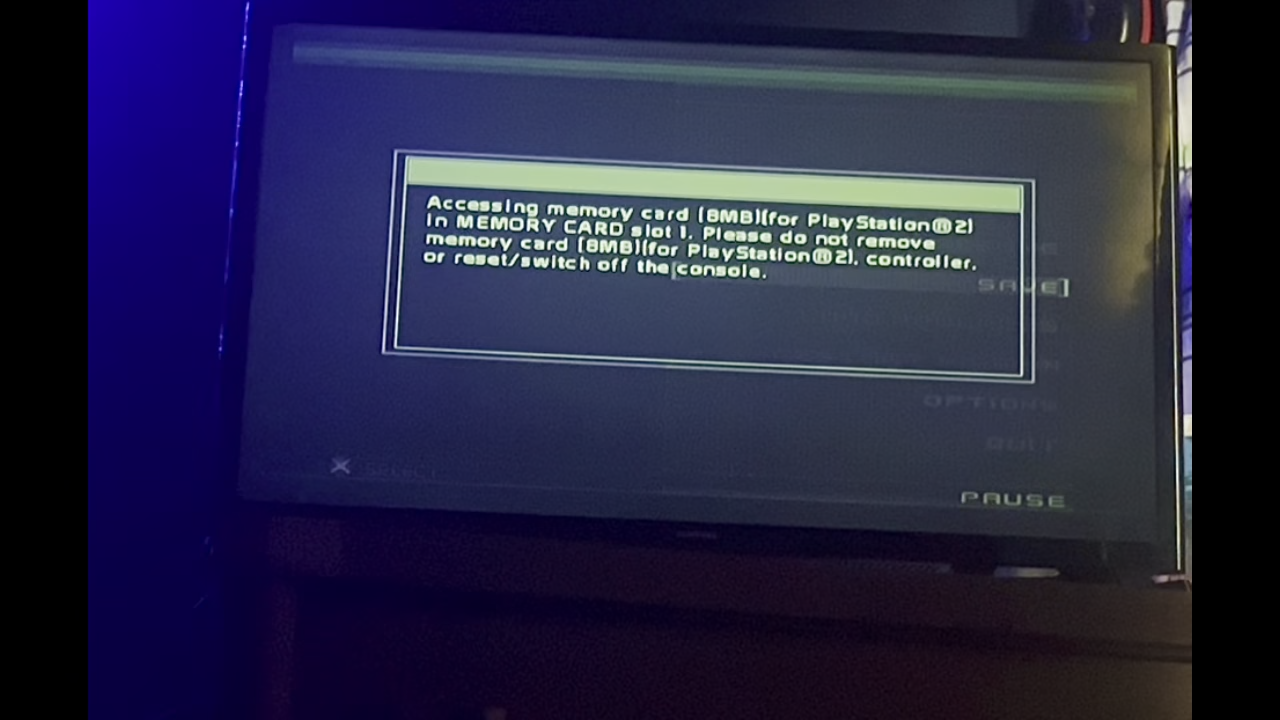 Accessing memory card (8MB)(for PlayStation®2)
in MEMORY CARD slot 1. Please do not remove
memory card (8MB)(for PlayStation®2), controller,
or reset/switch off the console.
SAVE]
OPTIONS
QUIT
X SELECT
PAUSE